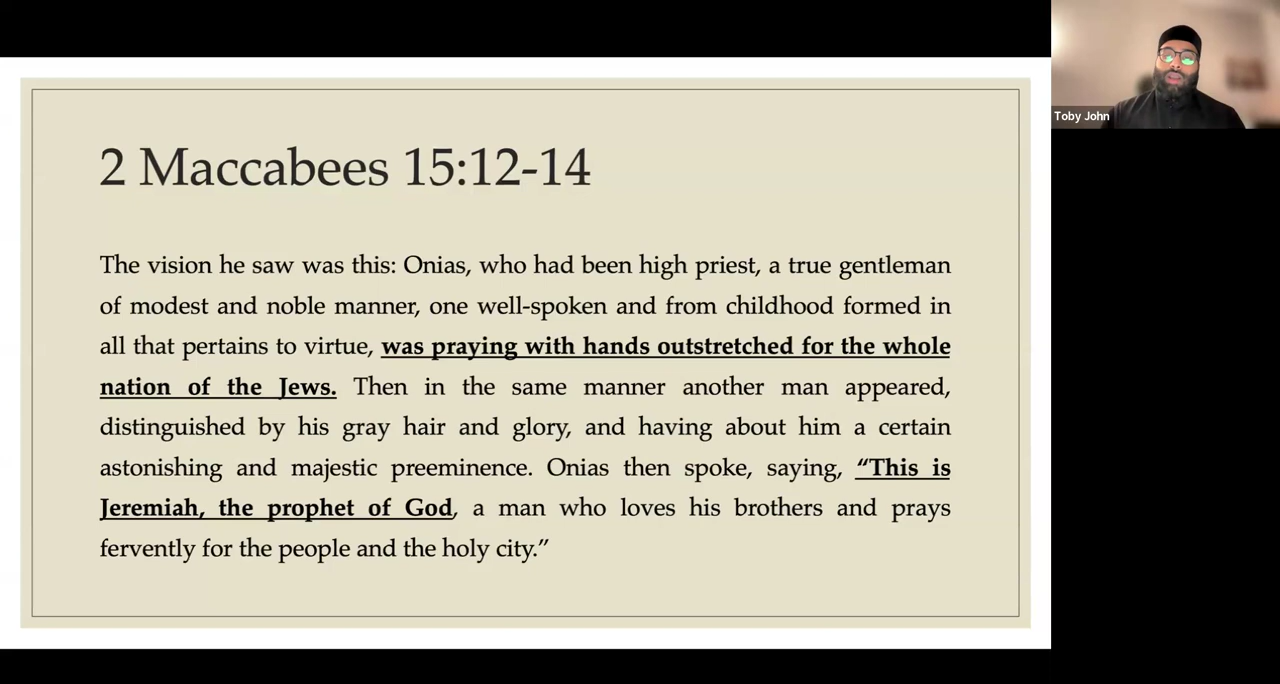 2 Maccabees 15:12-14
The vision he saw was this: Onias, who had been high priest, a true gentleman
of modest and noble manner, one well-spoken and from childhood formed in
all that pertains to virtue, was praying with hands outstretched for the whole
nation of the Jews. Then in the same manner another man appeared,
distinguished by his gray hair and glory, and having about him a certain
astonishing and majestic preeminence. Onias then spoke, saying, “This is
Jeremiah, the prophet of God, a man who loves his brothers and prays
fervently for the people and the holy city.”
Toby John